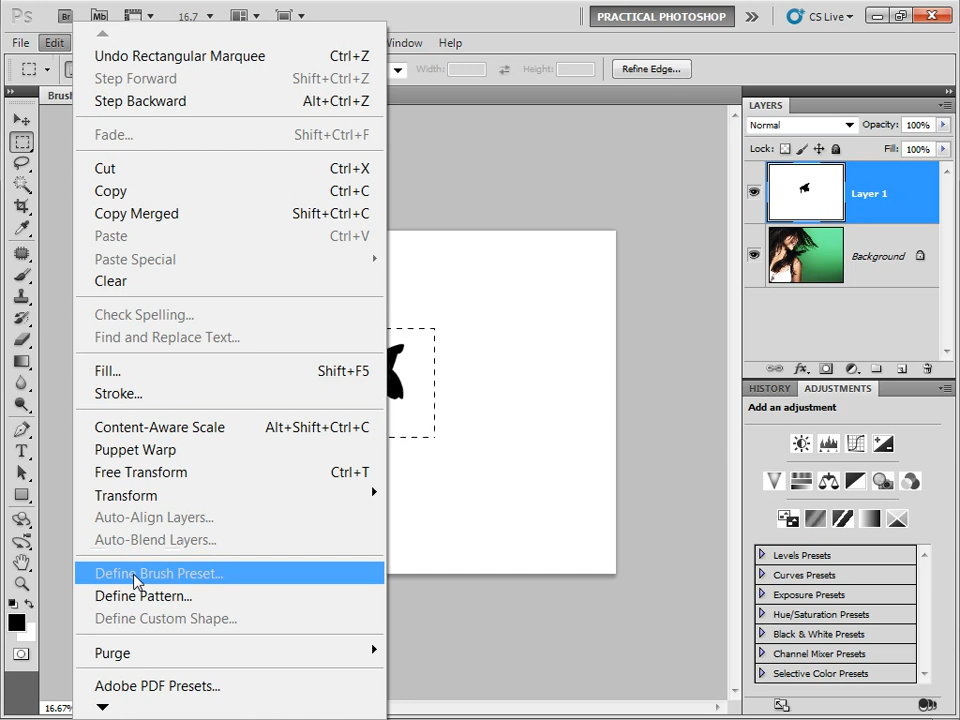 Ps Br Mb 16.7 PRACTICAL PHOTOSHOP CS Live
File Edit Window Help
Width: Height: Refine Edge...
Brush
Undo Rectangular Marquee Ctrl+Z
Step Forward Shift+Ctrl+Z
Step Backward Alt+Ctrl+Z
Fade... Shift+Ctrl+F
Cut Ctrl+X
Copy Ctrl+C
Copy Merged Shift+Ctrl+C
Paste Ctrl+V
Paste Special
Clear
Check Spelling...
Find and Replace Text...
Fill... Shift+F5
Stroke...
Content-Aware Scale Alt+Shift+Ctrl+C
Puppet Warp
Free Transform Ctrl+T
Transform
Auto-Align Layers...
Auto-Blend Layers...
Define Brush Preset...
Define Pattern...
Define Custom Shape...
Purge
Adobe PDF Presets...
16.67%
LAYERS
Normal Opacity: 100%
Lock: Fill: 100%
Layer 1
Background
HISTORY ADJUSTMENTS
Add an adjustment
Levels Presets
Curves Presets
Exposure Presets
Hue/Saturation Presets
Black & White Presets
Channel Mixer Presets
Selective Color Presets